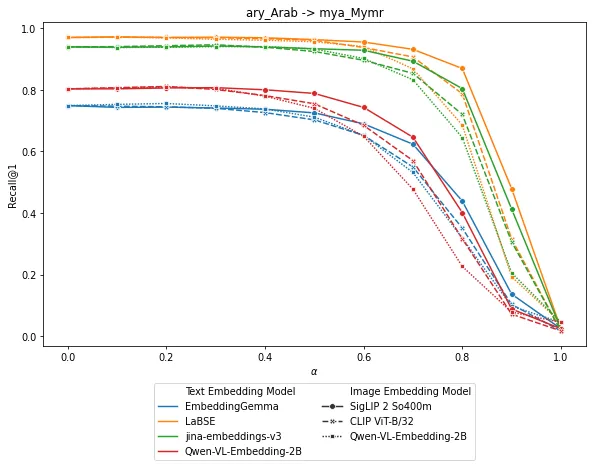 ary_Arab -> mya_Mymr
Recall@1
1.0
0.8
0.6
0.4
0.2
0.0
0.0 0.2 0.4 0.6 0.8 1.0
α
Text Embedding Model
EmbeddingGemma
LaBSE
jina-embeddings-v3
Qwen-VL-Embedding-2B
Image Embedding Model
SigLIP 2 So400m
CLIP ViT-B/32
Qwen-VL-Embedding-2B